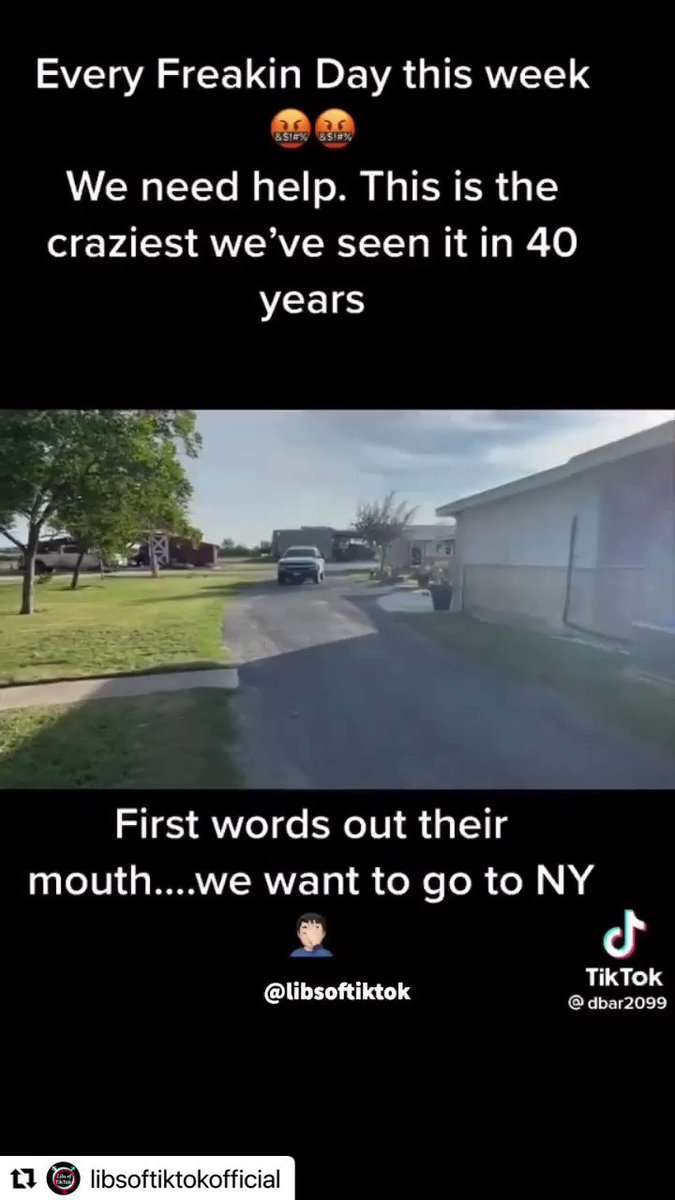 Every Freakin Day this week
🤬🤬
We need help. This is the
craziest we’ve seen it in 40
years
First words out their
mouth....we want to go to NY
🤦🏻‍♂️
TikTok
@libsoftiktok
@dbar2099
libsoftiktokofficial